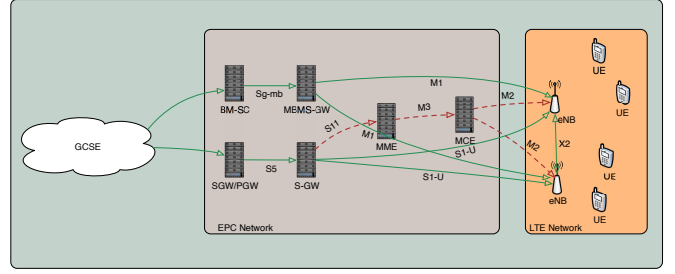 M1
UE
Sg-mb
M2
UE
BM-SC
MBMS-GW
M3
eNB
S11
M1
MME
MCE
GCSE
S1-U
M2
X2
UE
S5
SGW/PGW
S-GW
S1-U
eNB
UE
EPC Network
LTE Network